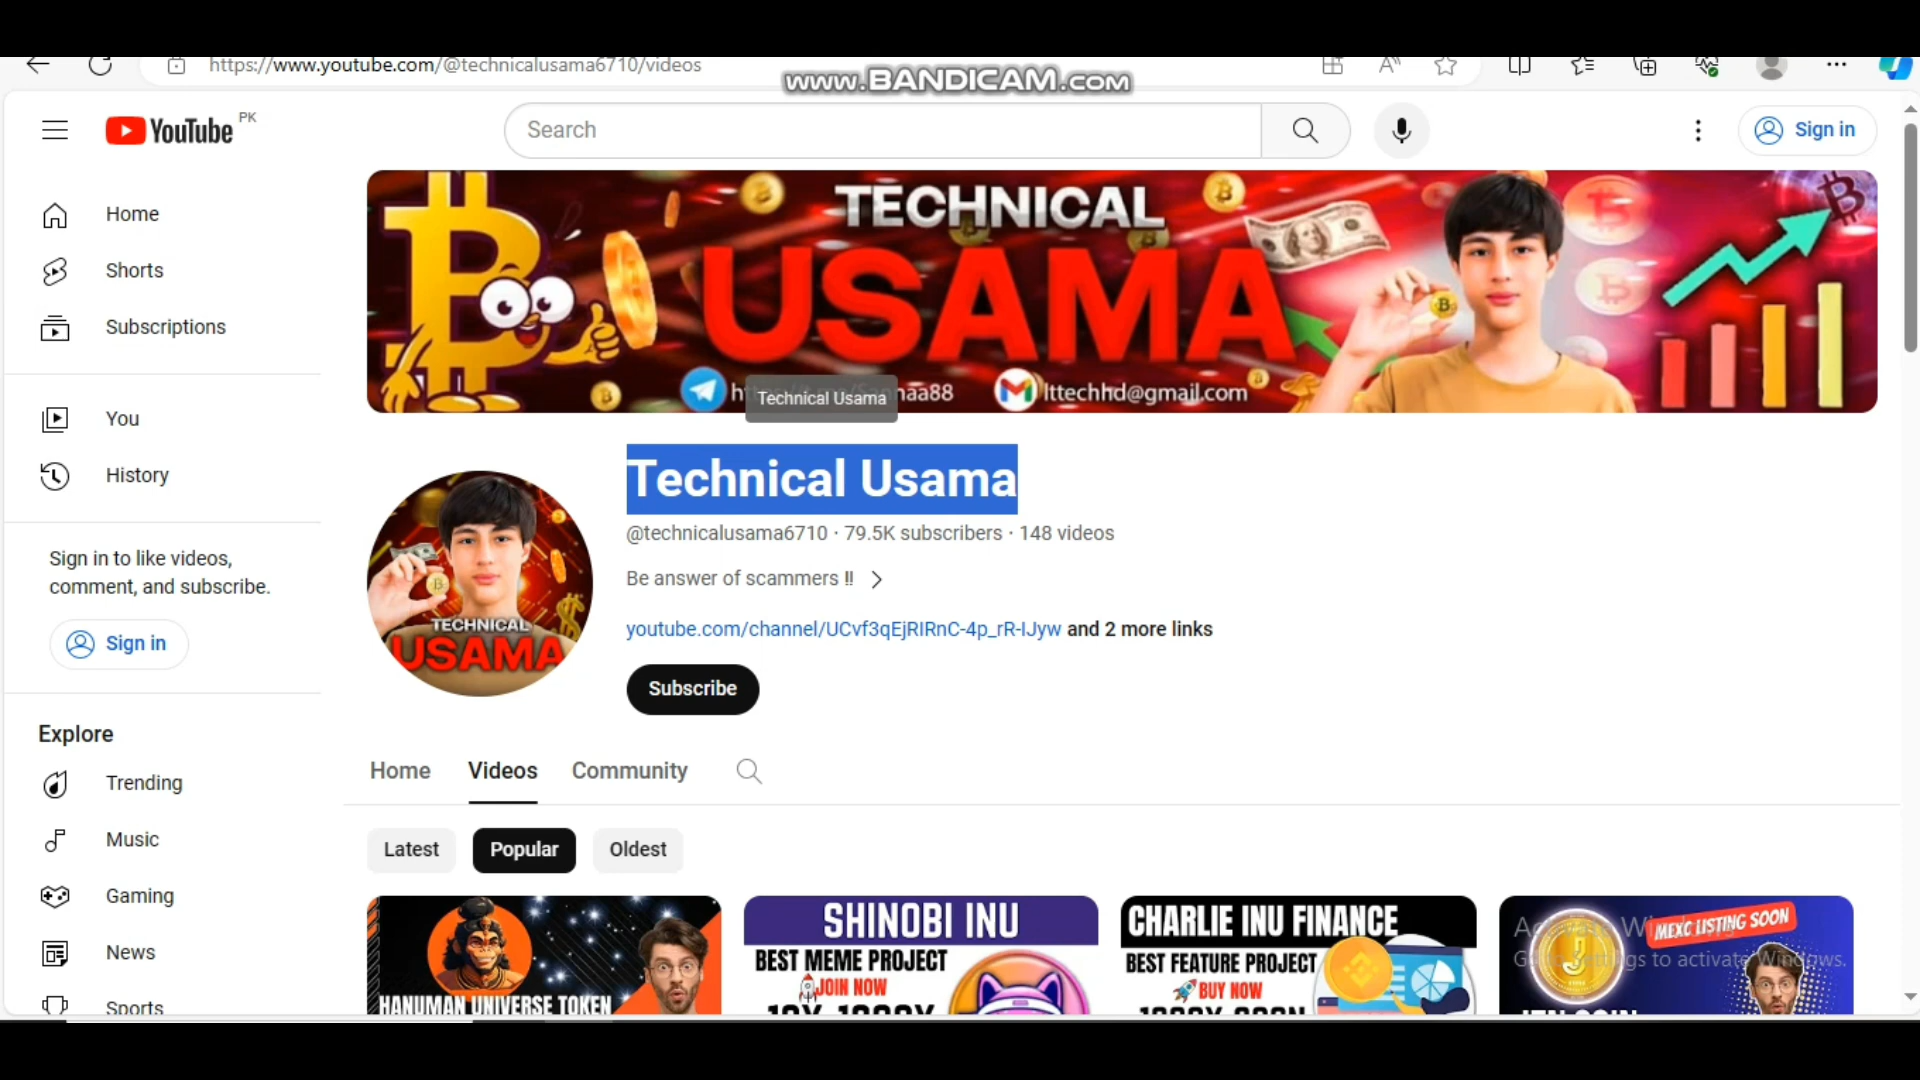 https://www.youtube.com/@technicalusama6710/videos
www.BANDICAM.com
YouTube PK
Search
Sign in
Home
Shorts
Subscriptions
You
History
Sign in to like videos,
comment, and subscribe.
Sign in
Explore
Trending
Music
Gaming
News
Sports
TECHNICAL
USAMA
lttechhd@gmail.com
Technical Usama
Technical Usama
@technicalusama6710 · 79.5K subscribers · 148 videos
Be answer of scammers !!
youtube.com/channel/UCvf3qEjRIRnC-4p_rR-IJyw and 2 more links
Subscribe
TECHNICAL
USAMA
Home Videos Community
Latest Popular Oldest
HANUMAN UNIVERSE TOKEN
SHINOBI INU
BEST MEME PROJECT
JOIN NOW
CHARLIE INU FINANCE
BEST FEATURE PROJECT
BUY NOW
MEXC LISTING SOON